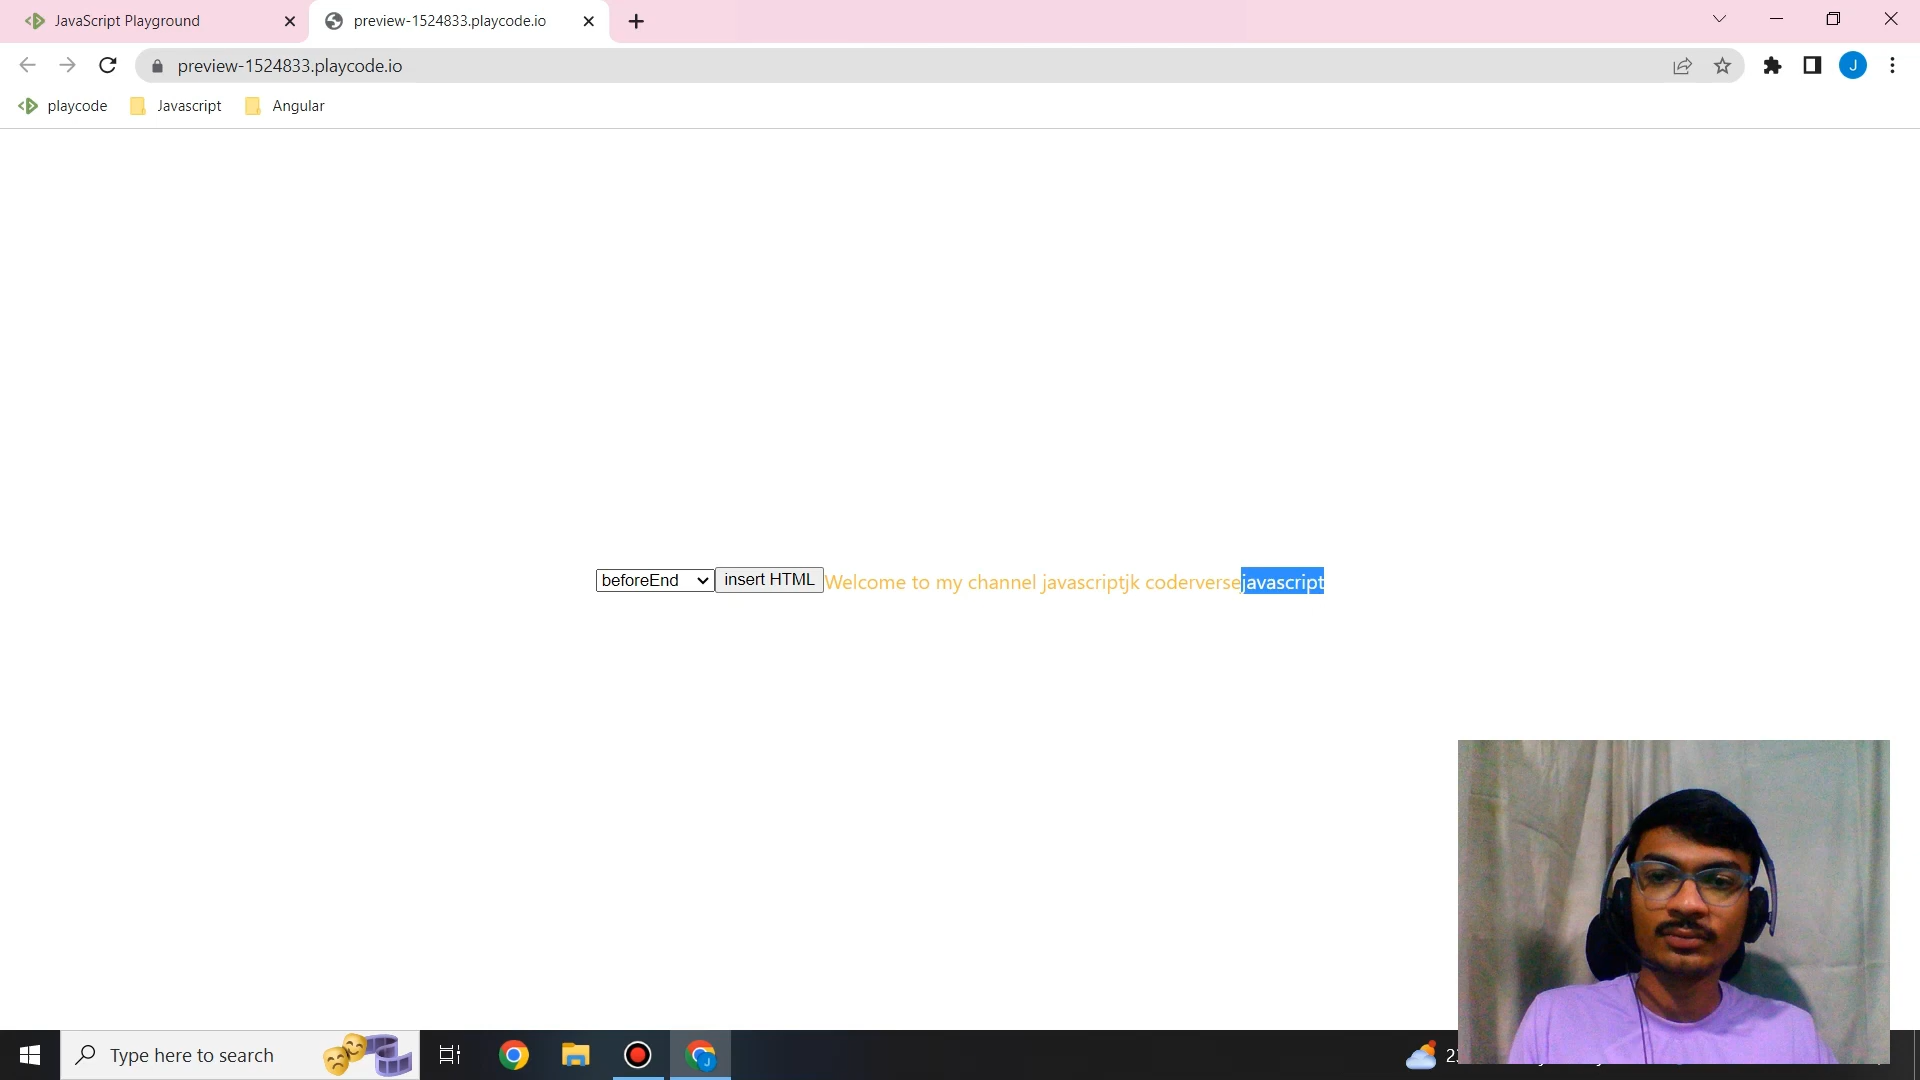 JavaScript Playground
preview-1524833.playcode.io
preview-1524833.playcode.io
J
playcode
Javascript
Angular
beforeEnd
insert HTML
Welcome to my channel javascriptjk coderversejavascript
Type here to search
J